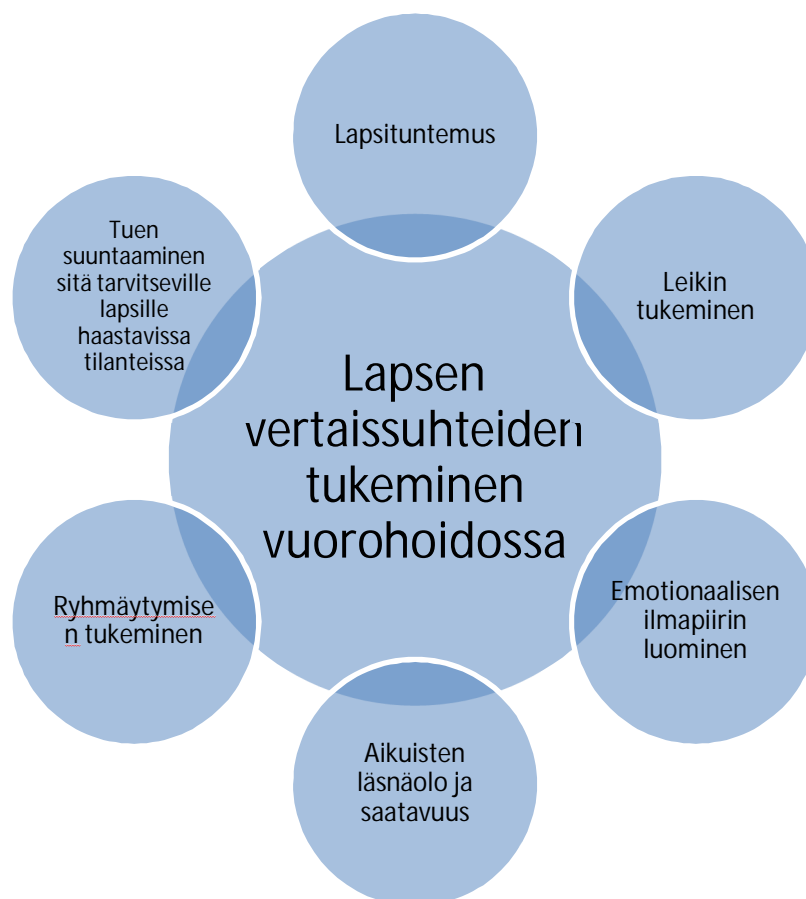 Lapsituntemus
Tuen
suuntaaminen
sitä tarvitseville
lapsille
haastavissa
tilanteissa
Leikin
tukeminen
Lapsen
vertaissuhteiden
tukeminen
vuorohoidossa
Ryhmäytymise
n tukeminen
Emotionaalisen
ilmapiirin
luominen
Aikuisten
läsnäolo ja
saatavuus